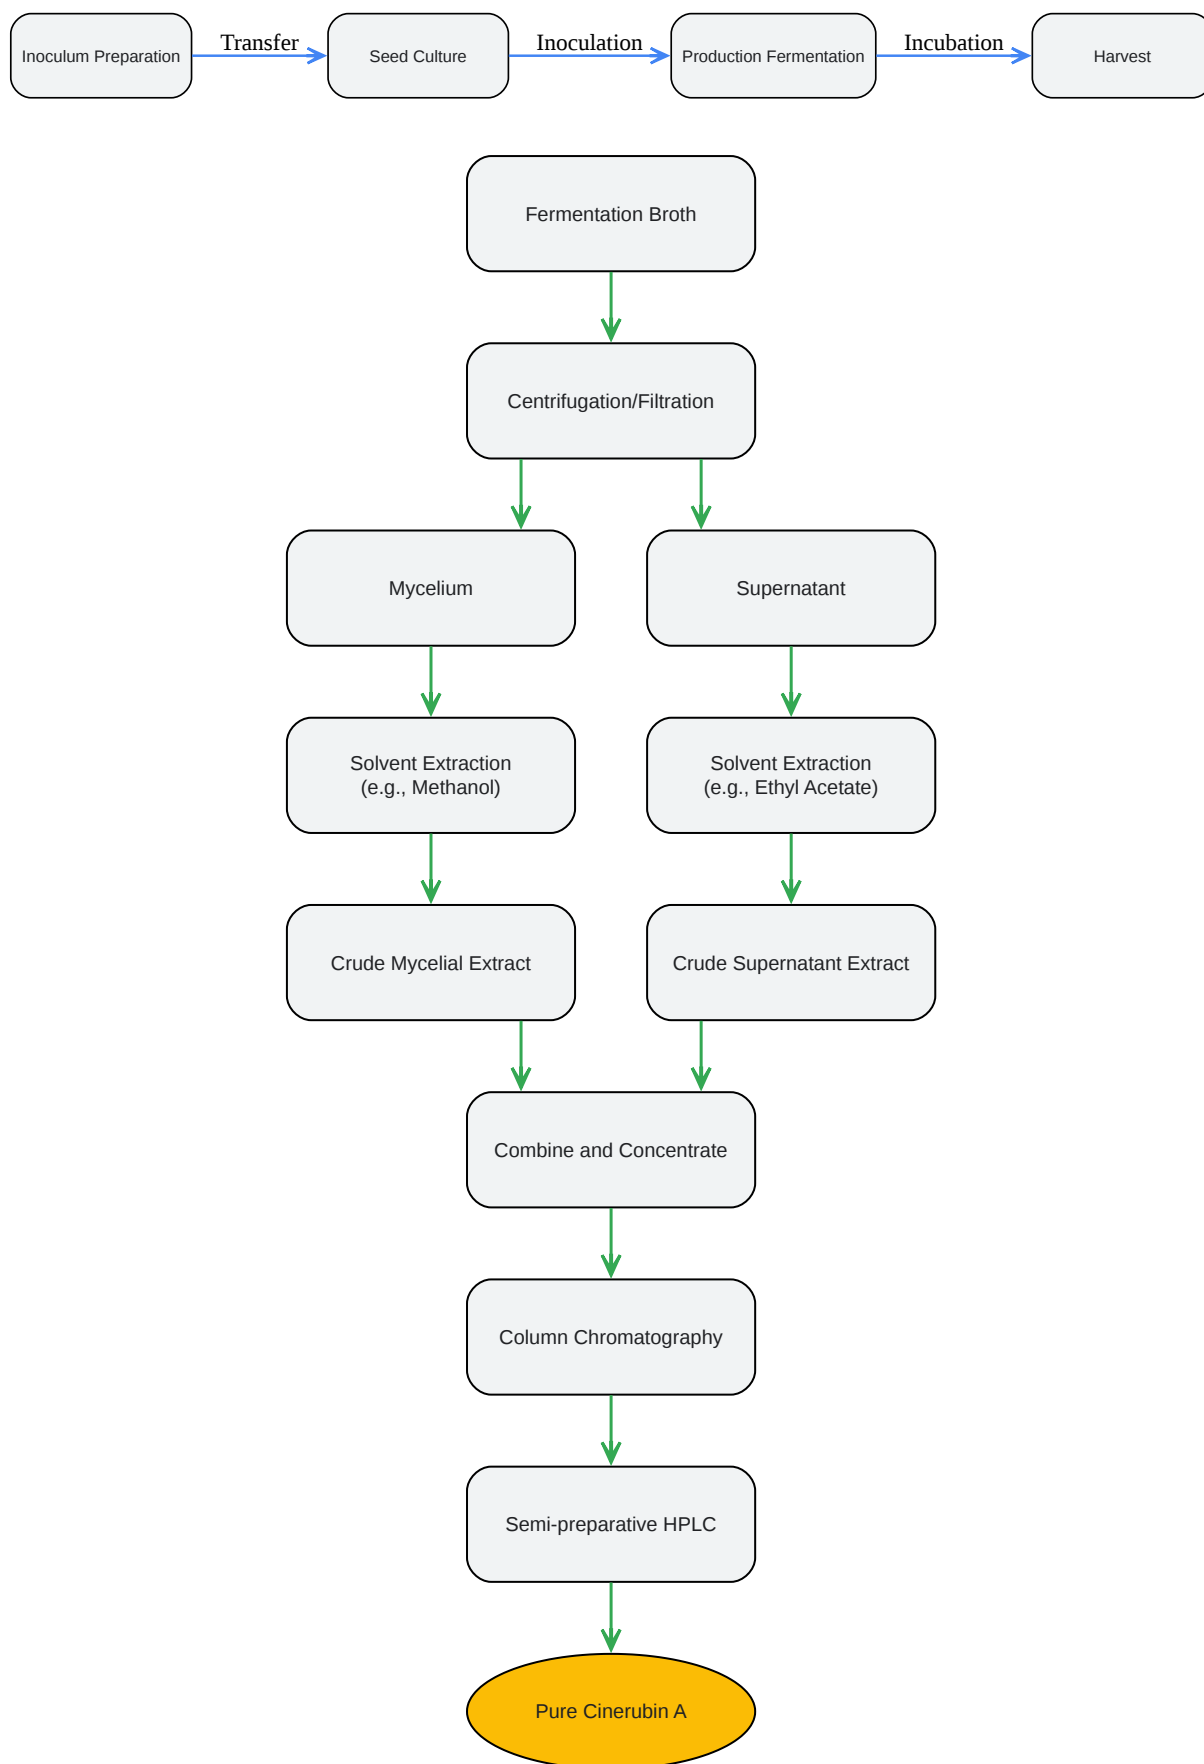 Inoculum Preparation
Transfer
Seed Culture
Inoculation
Production Fermentation
Incubation
Harvest
Fermentation Broth
Centrifugation/Filtration
Mycelium
Supernatant
Solvent Extraction
(e.g., Methanol)
Solvent Extraction
(e.g., Ethyl Acetate)
Crude Mycelial Extract
Crude Supernatant Extract
Combine and Concentrate
Column Chromatography
Semi-preparative HPLC
Pure Cinerubin A